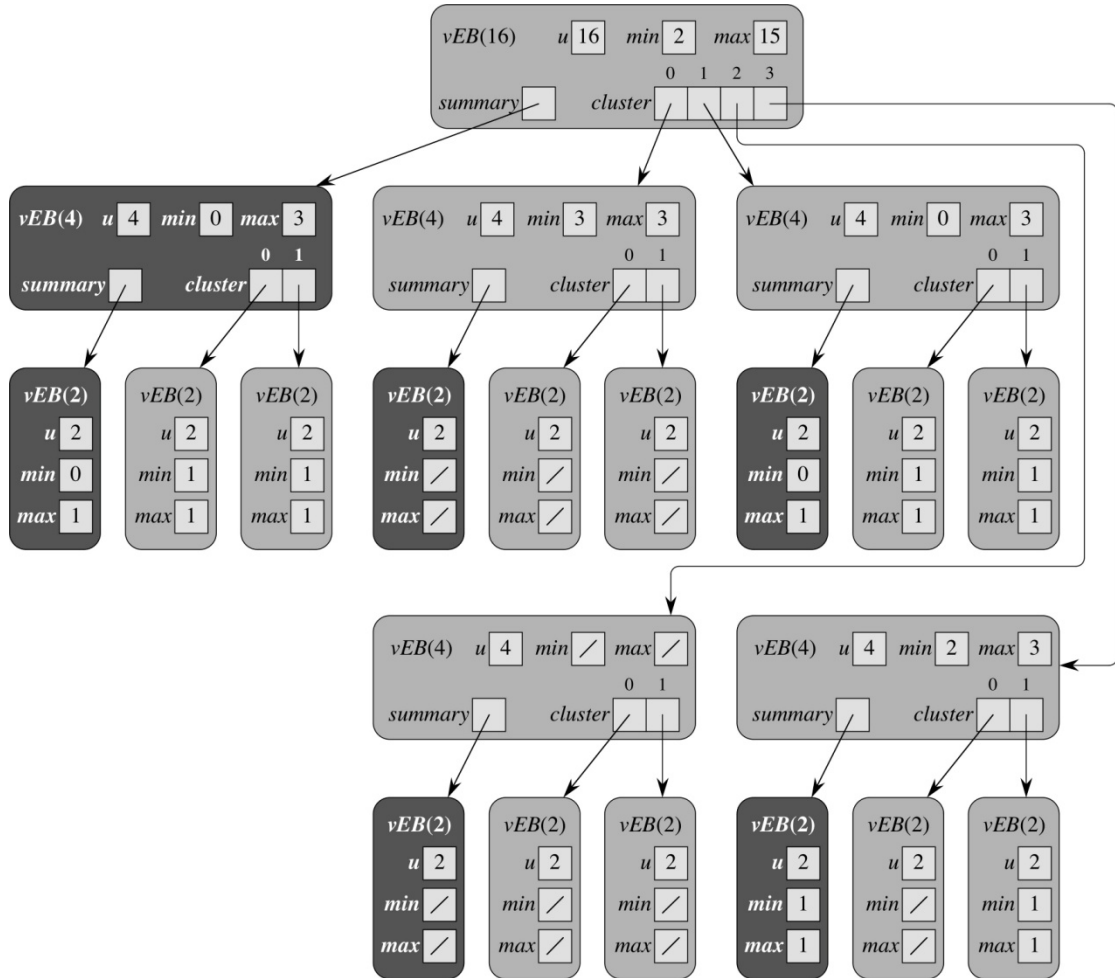 vEB(16) u 16 min 2 max 15
0 1 2 3
summary cluster
vEB(4) u 4 min 0 max 3
0 1
summary cluster
vEB(4) u 4 min 3 max 3
0 1
summary cluster
vEB(4) u 4 min 0 max 3
0 1
summary cluster
vEB(2)
u 2
min 0
max 1
vEB(2)
u 2
min 1
max 1
vEB(2)
u 2
min 1
max 1
vEB(2)
u 2
min /
max /
vEB(2)
u 2
min /
max /
vEB(2)
u 2
min /
max /
vEB(2)
u 2
min 0
max 1
vEB(2)
u 2
min 1
max 1
vEB(2)
u 2
min 1
max 1
vEB(4) u 4 min / max /
0 1
summary cluster
vEB(4) u 4 min 2 max 3
0 1
summary cluster
vEB(2)
u 2
min /
max /
vEB(2)
u 2
min /
max /
vEB(2)
u 2
min /
max /
vEB(2)
u 2
min 1
max 1
vEB(2)
u 2
min /
max /
vEB(2)
u 2
min 1
max 1